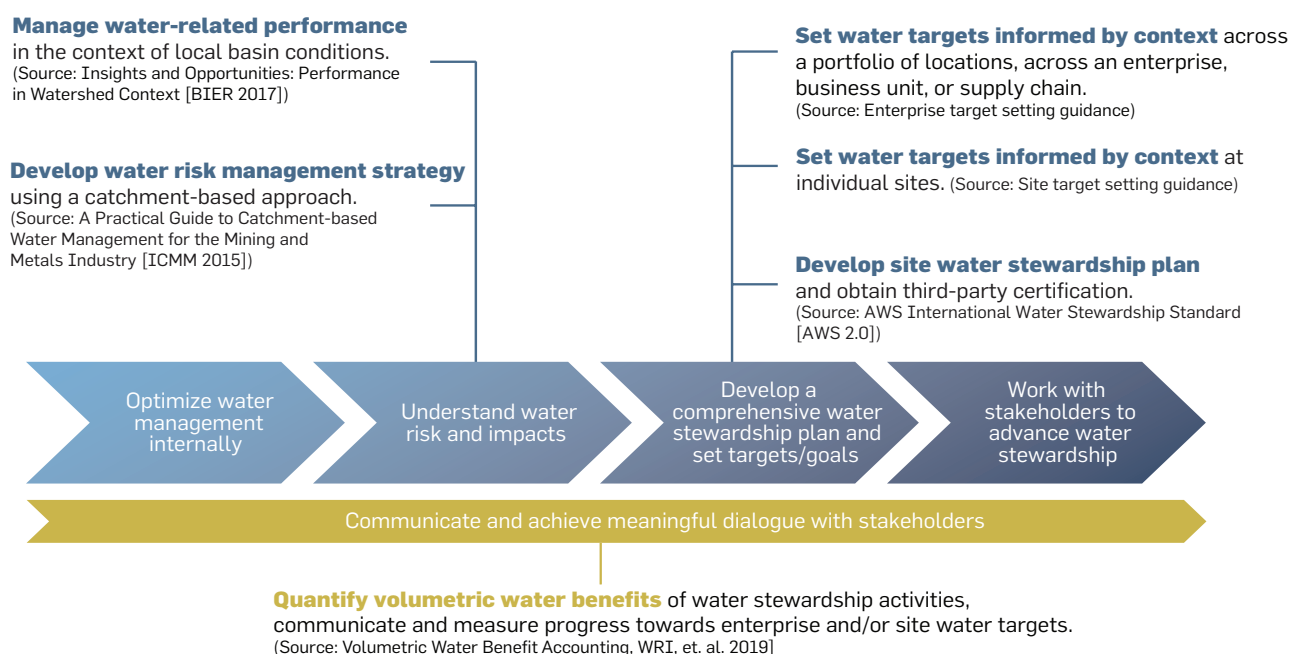 Manage water-related performance
in the context of local basin conditions.
(Source: Insights and Opportunities: Performance
in Watershed Context [BIER 2017])
Develop water risk management strategy
using a catchment-based approach.
(Source: A Practical Guide to Catchment-based
Water Management for the Mining and
Metals Industry [ICMM 2015])
Set water targets informed by context across
a portfolio of locations, across an enterprise,
business unit, or supply chain.
(Source: Enterprise target setting guidance)
Set water targets informed by context at
individual sites. (Source: Site target setting guidance)
Develop site water stewardship plan
and obtain third-party certification.
(Source: AWS International Water Stewardship Standard
[AWS 2.0])
Optimize water
management
internally
Understand water
risk and impacts
Develop a
comprehensive water
stewardship plan and
set targets/goals
Work with
stakeholders to
advance water
stewardship
Communicate and achieve meaningful dialogue with stakeholders
Quantify volumetric water benefits of water stewardship activities,
communicate and measure progress towards enterprise and/or site water targets.
(Source: Volumetric Water Benefit Accounting, WRI, et. al. 2019]